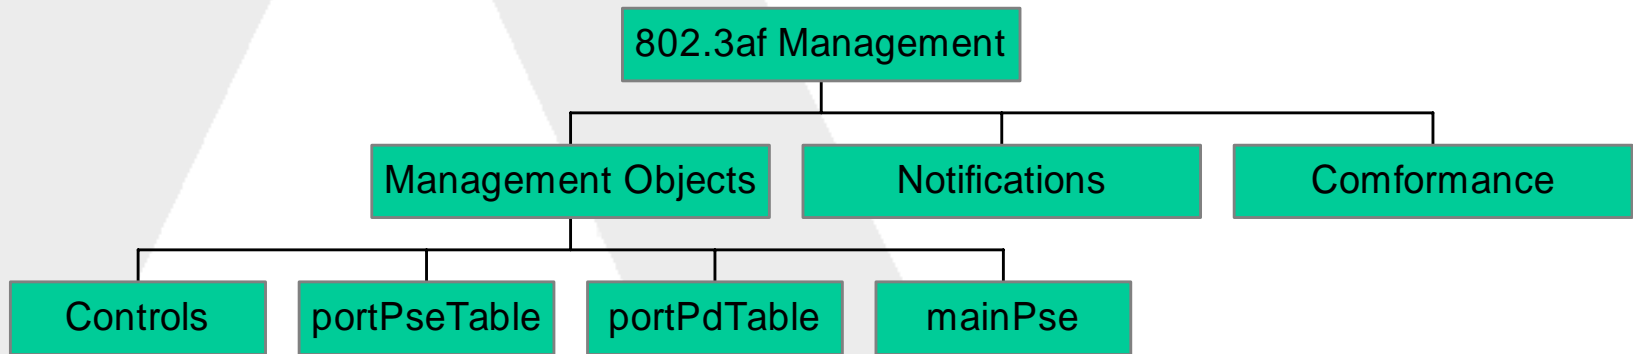 802.3af Management
Management Objects
Notifications
Comformance
Controls
portPseTable
portPdTable
mainPse